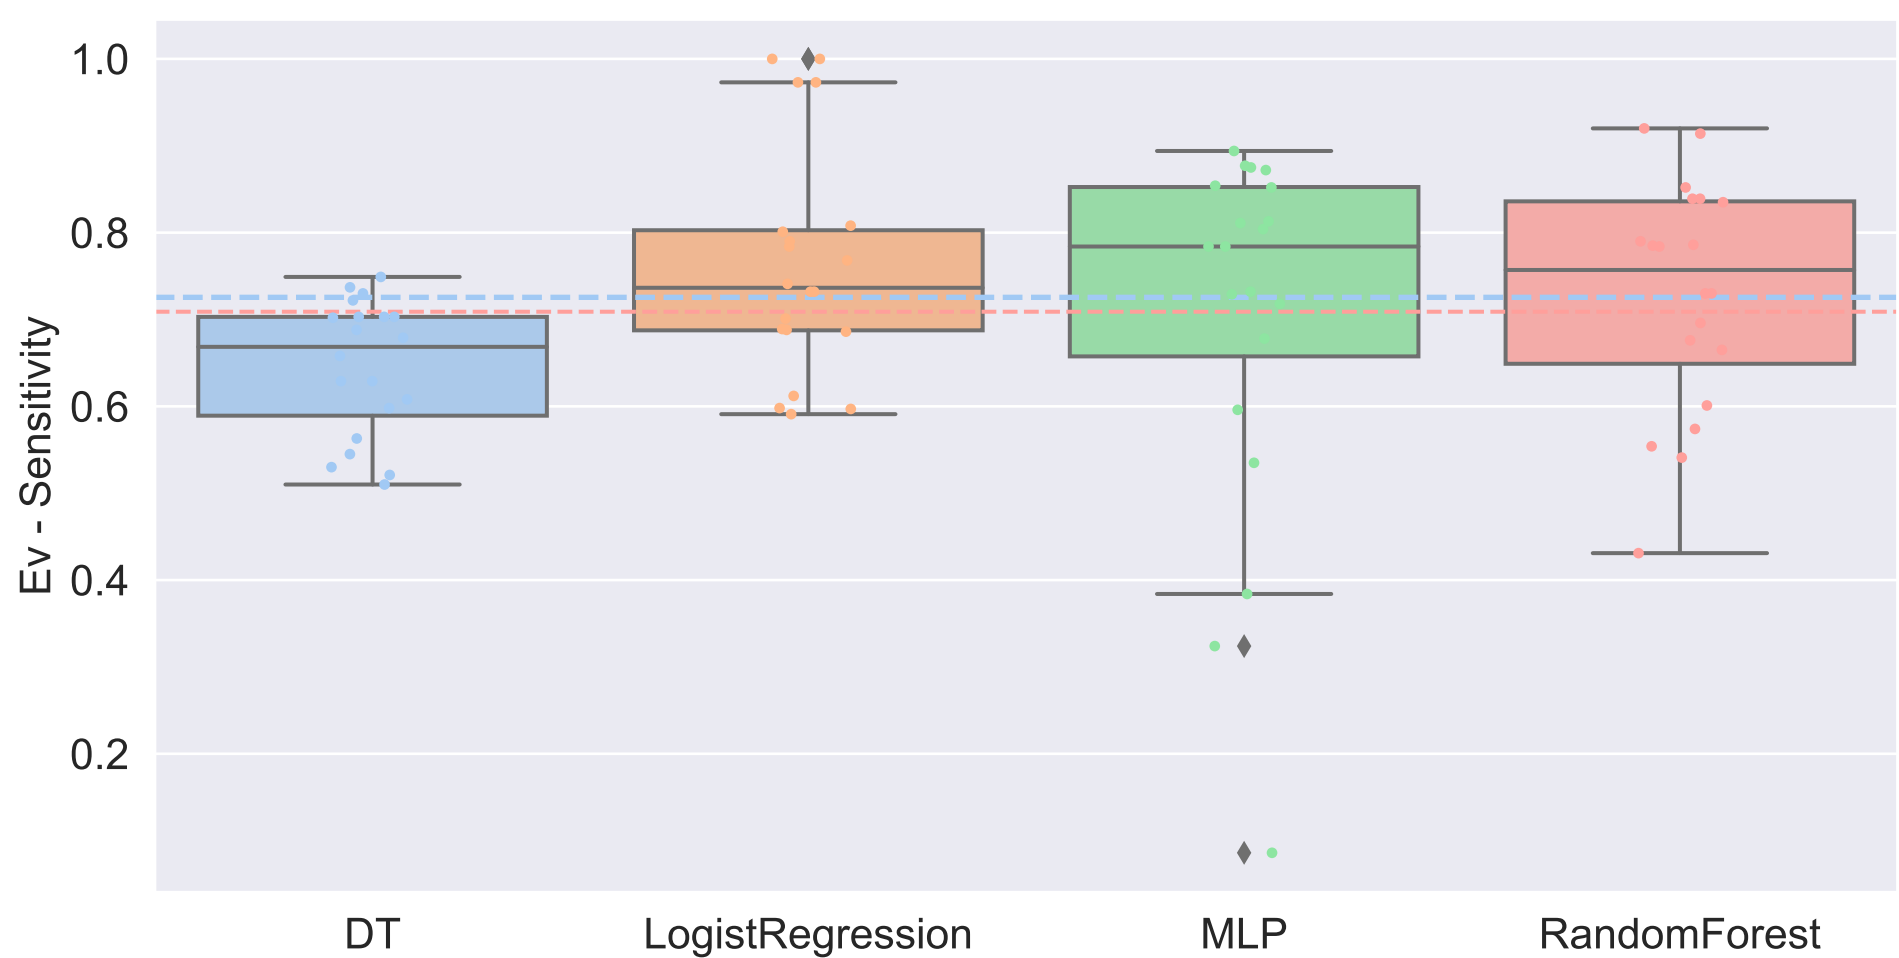 Ev - Sensitivity
1.0
0.8
0.6
0.4
0.2
DT
LogistRegression
MLP
RandomForest